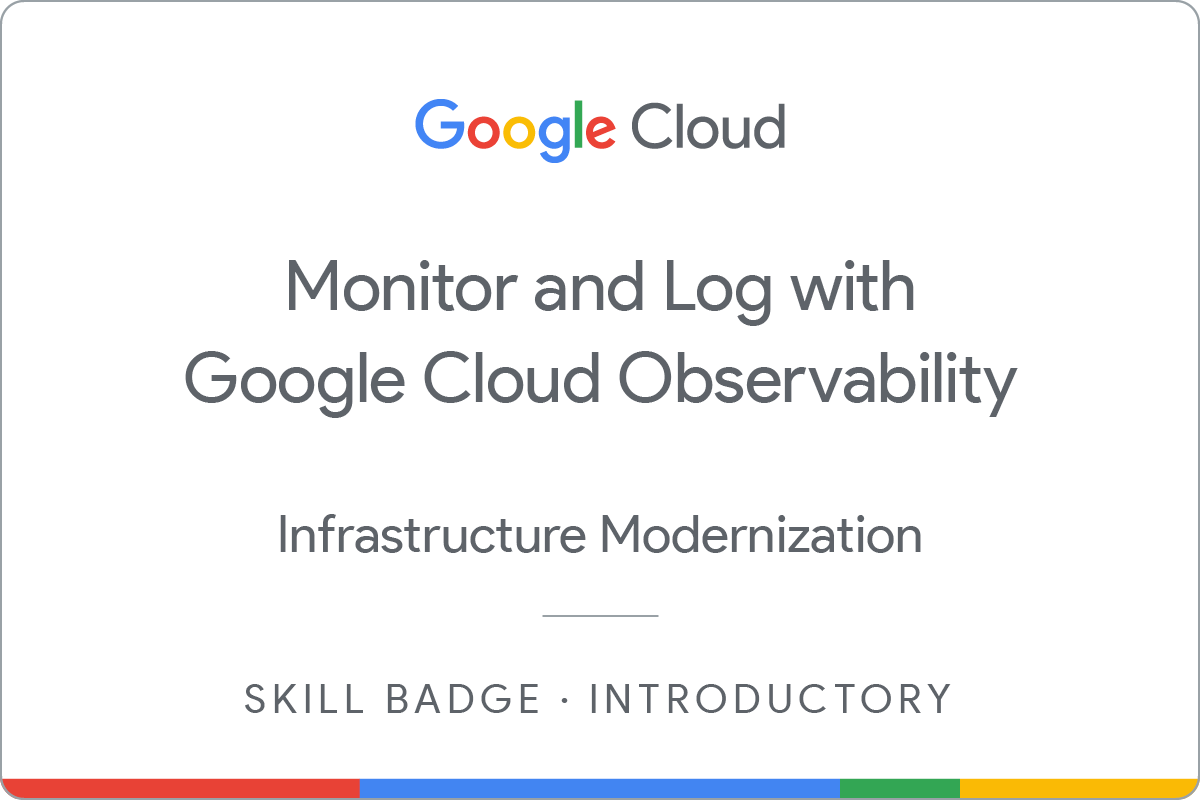 Google Cloud
Monitor and Log with
Google Cloud Observability
Infrastructure Modernization
SKILL BADGE · INTRODUCTORY